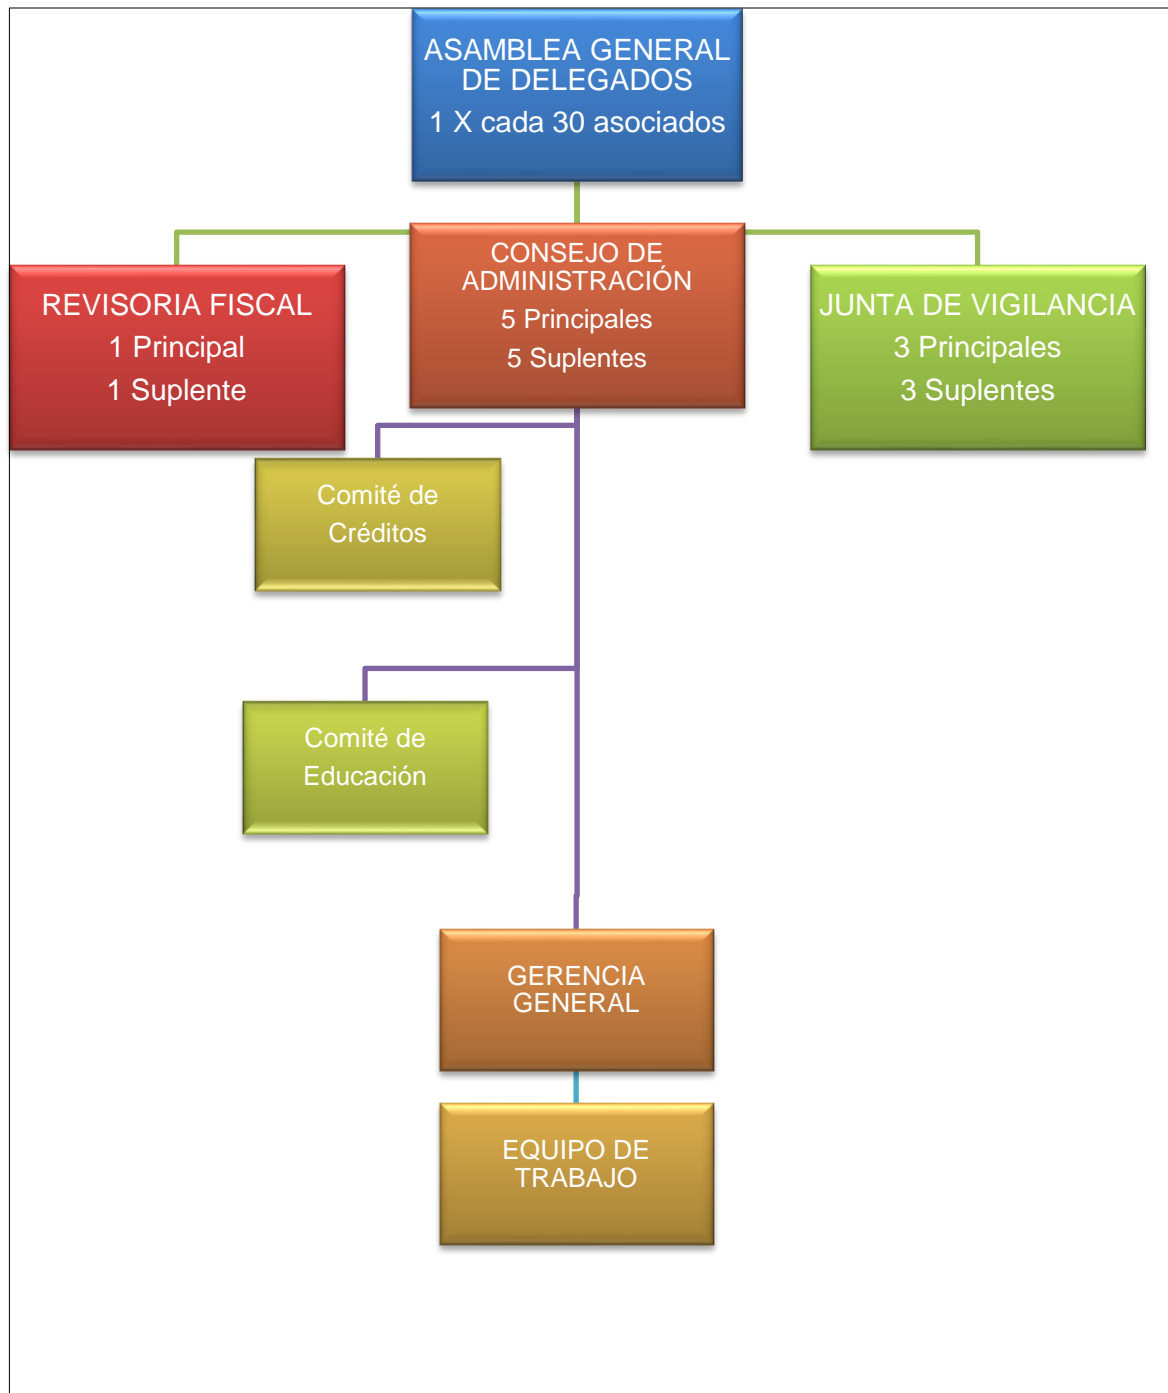 ASAMBLEA GENERAL
DE DELEGADOS
1 X cada 30 asociados
REVISORIA FISCAL
1 Principal
1 Suplente
CONSEJO DE
ADMINISTRACIÓN
5 Principales
5 Suplentes
JUNTA DE VIGILANCIA
3 Principales
3 Suplentes
Comité de
Créditos
Comité de
Educación
GERENCIA
GENERAL
EQUIPO DE
TRABAJO